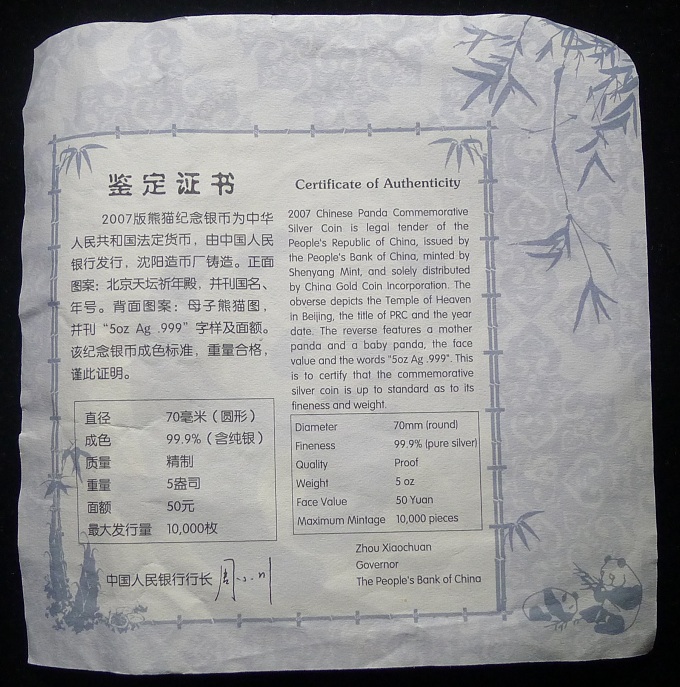 鉴定证书
2007版熊猫纪念银币为中华
人民共和国法定货币，由中国人民
银行发行，沈阳造币厂铸造。正面
图案：北京天坛祈年殿，并刊国名、
年号。背面图案：母子熊猫图，
并刊“5oz Ag .999”字样及面额。
该纪念银币成色标准，重量合格，
谨此证明。
直径 70毫米（圆形）
成色 99.9%（含纯银）
质量 精制
重量 5盎司
面额 50元
最大发行量 10,000枚
中国人民银行行长 周小川
Certificate of Authenticity
2007 Chinese Panda Commemorative
Silver Coin is legal tender of the
People's Republic of China, issued by
the People's Bank of China, minted by
Shenyang Mint, and solely distributed
by China Gold Coin Incorporation. The
obverse depicts the Temple of Heaven
in Beijing, the title of PRC and the year
date. The reverse features a mother
panda and a baby panda, the face
value and the words "5oz Ag .999". This
is to certify that the commemorative
silver coin is up to standard as to its
fineness and weight.
Diameter 70mm (round)
Fineness 99.9% (pure silver)
Quality Proof
Weight 5 oz
Face Value 50 Yuan
Maximum Mintage 10,000 pieces
Zhou Xiaochuan
Governor
The People's Bank of China